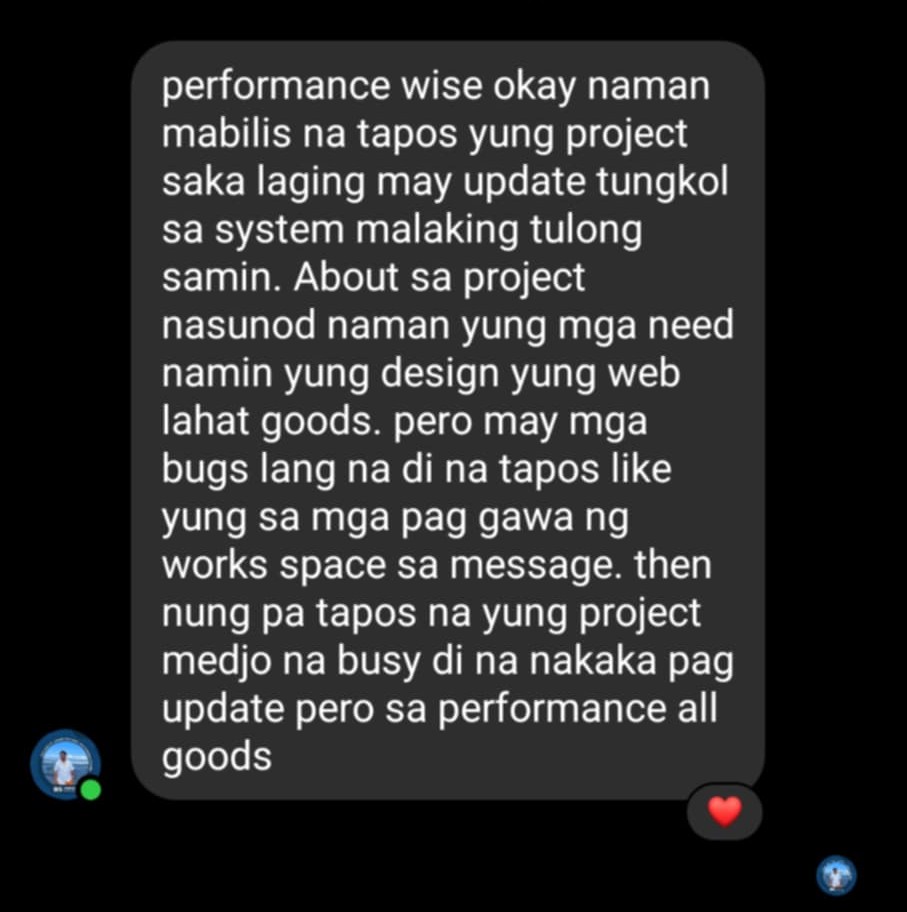 performance wise okay naman
mabilis na tapos yung project
saka laging may update tungkol
sa system malaking tulong
samin. About sa project
nasunod naman yung mga need
namin yung design yung web
lahat goods. pero may mga
bugs lang na di na tapos like
yung sa mga pag gawa ng
works space sa message. then
nung pa tapos na yung project
medjo na busy di na nakaka pag
update pero sa performance all
goods